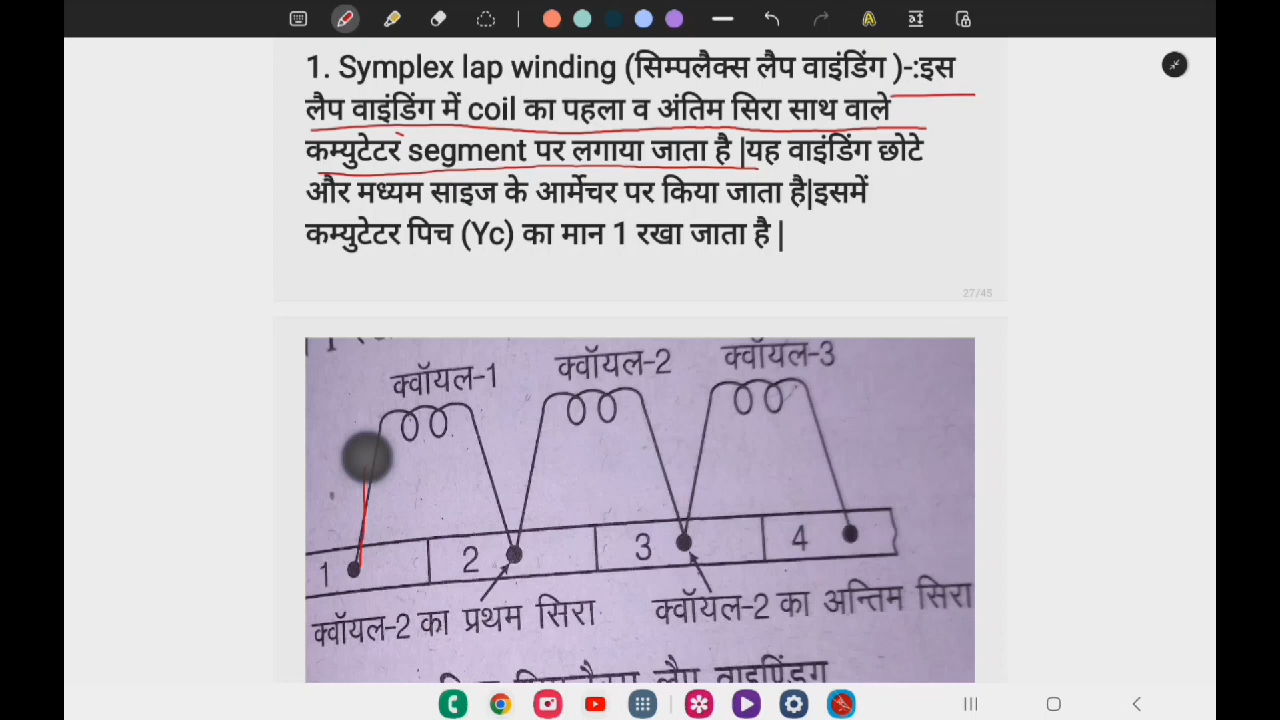 1. Symplex lap winding (सिम्पलैक्स लैप वाइंडिंग )-:इस
लैप वाइंडिंग में coil का पहला व अंतिम सिरा साथ वाले
कम्युटेटर segment पर लगाया जाता है |यह वाइंडिंग छोटे
और मध्यम साइज के आर्मेचर पर किया जाता है|इसमें
कम्युटेटर पिच (Yc) का मान 1 रखा जाता है |
27/45
क्वॉयल-1 क्वॉयल-2 क्वॉयल-3
1 2 3 4
क्वॉयल-2 का प्रथम सिरा क्वॉयल-2 का अन्तिम सिरा
लैप वाइण्डिंग